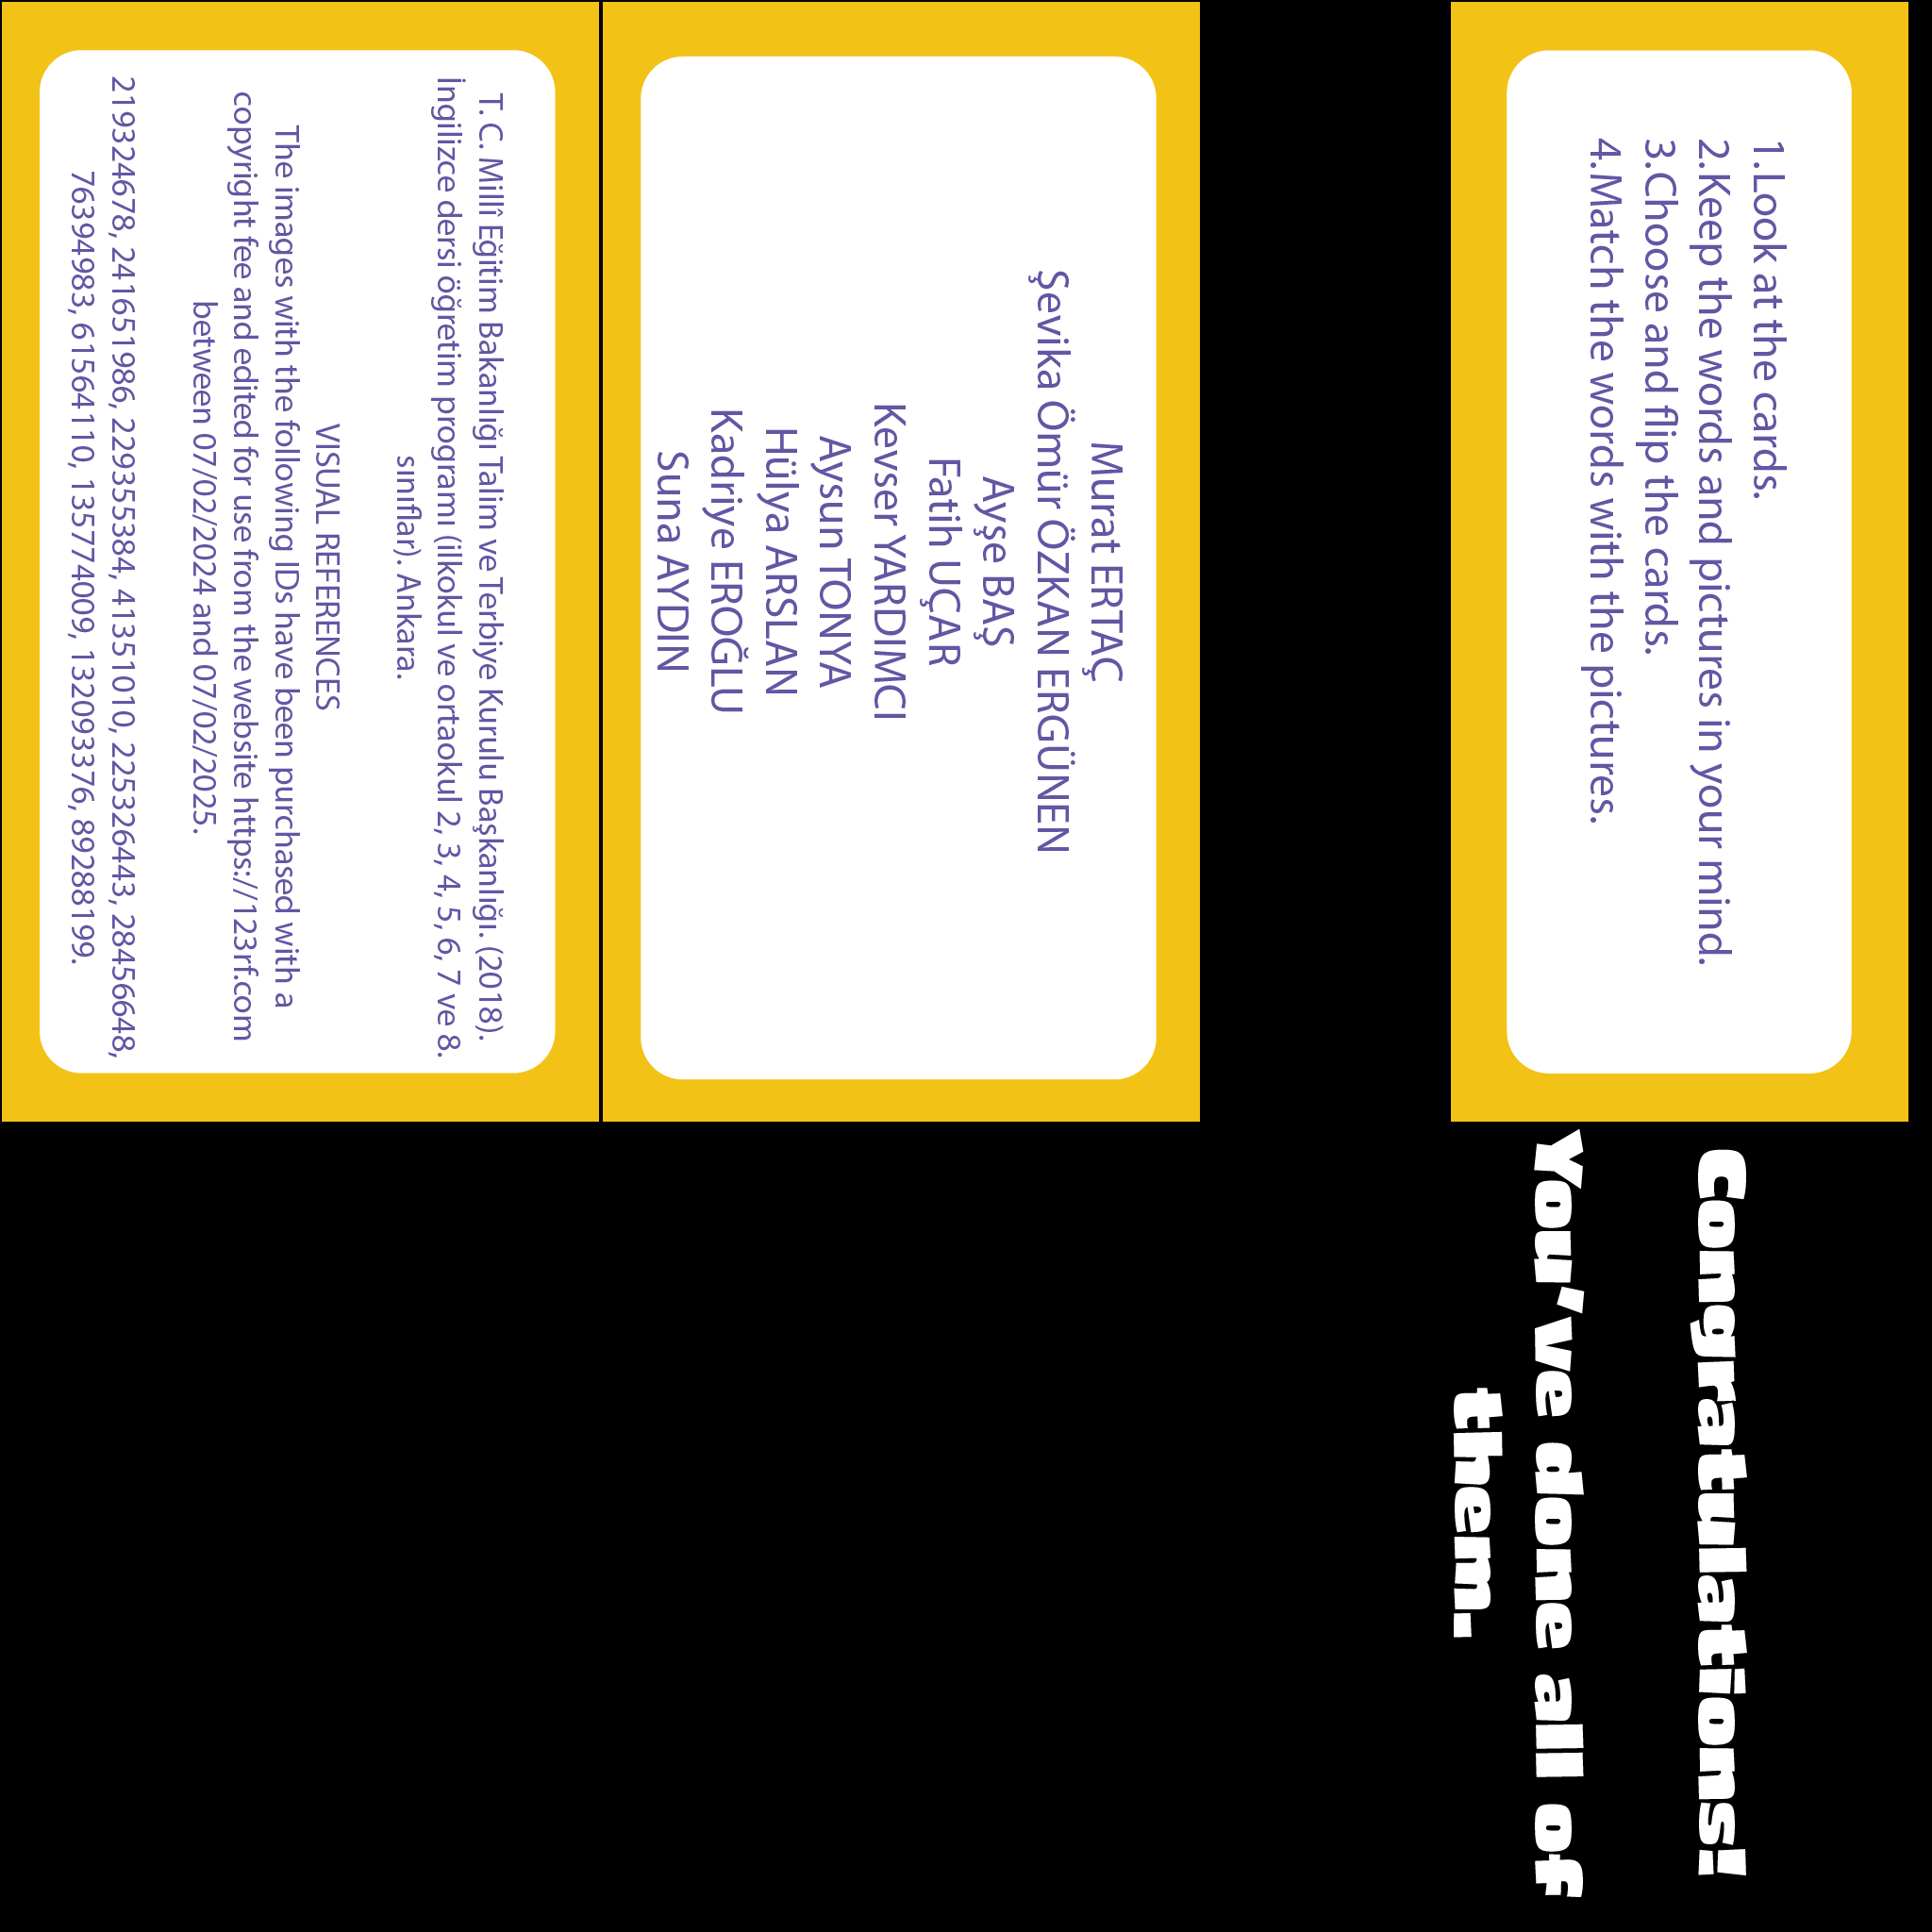 1.Look at the cards.
2.Keep the words and pictures in your mind.
3.Choose and flip the cards.
4.Match the words with the pictures.
Murat ERTAÇ
Şevika Ömür ÖZKAN ERGÜNEN
Ayşe BAŞ
Fatih UÇAR
Kevser YARDIMCI
Aysun TONYA
Hülya ARSLAN
Kadriye EROĞLU
Suna AYDIN
T. C. Millî Eğitim Bakanlığı Talim ve Terbiye Kurulu Başkanlığı. (2018).
İngilizce dersi öğretim programı (ilkokul ve ortaokul 2, 3, 4, 5, 6, 7 ve 8.
sınıflar). Ankara.
VISUAL REFERENCES
The images with the following IDs have been purchased with a
copyright fee and edited for use from the website https://123rf.com
between 07/02/2024 and 07/02/2025.
219324678, 241651986, 229355384, 41351010, 225326443, 28456648,
76394983, 61564110, 135774009, 132093376, 89288199.
Congratulations!
You've done all of
them.